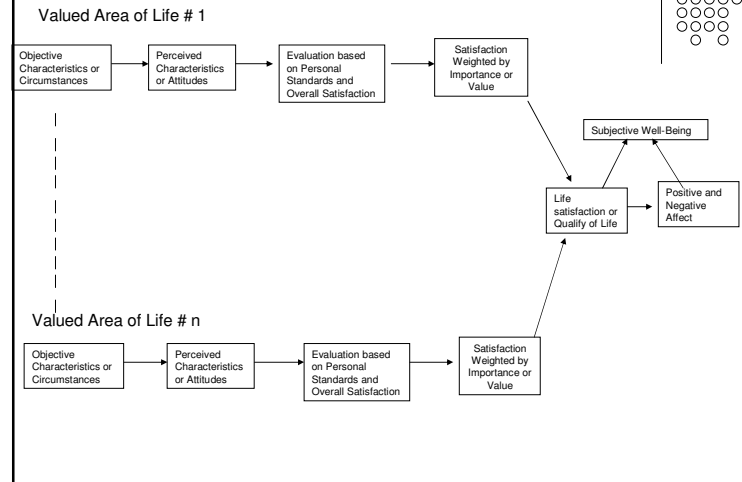 Valued Area of Life # 1
Objective
Characteristics or
Circumstances
Perceived
Characteristics
or Attitudes
Evaluation based
on Personal
Standards and
Overall Satisfaction
Satisfaction
Weighted by
Importance or
Value
Subjective Well-Being
Life
satisfaction or
Qualify of Life
Positive and
Negative
Affect
Valued Area of Life # n
Objective
Characteristics or
Circumstances
Perceived
Characteristics
or Attitudes
Evaluation based
on Personal
Standards and
Overall Satisfaction
Satisfaction
Weighted by
Importance or
Value